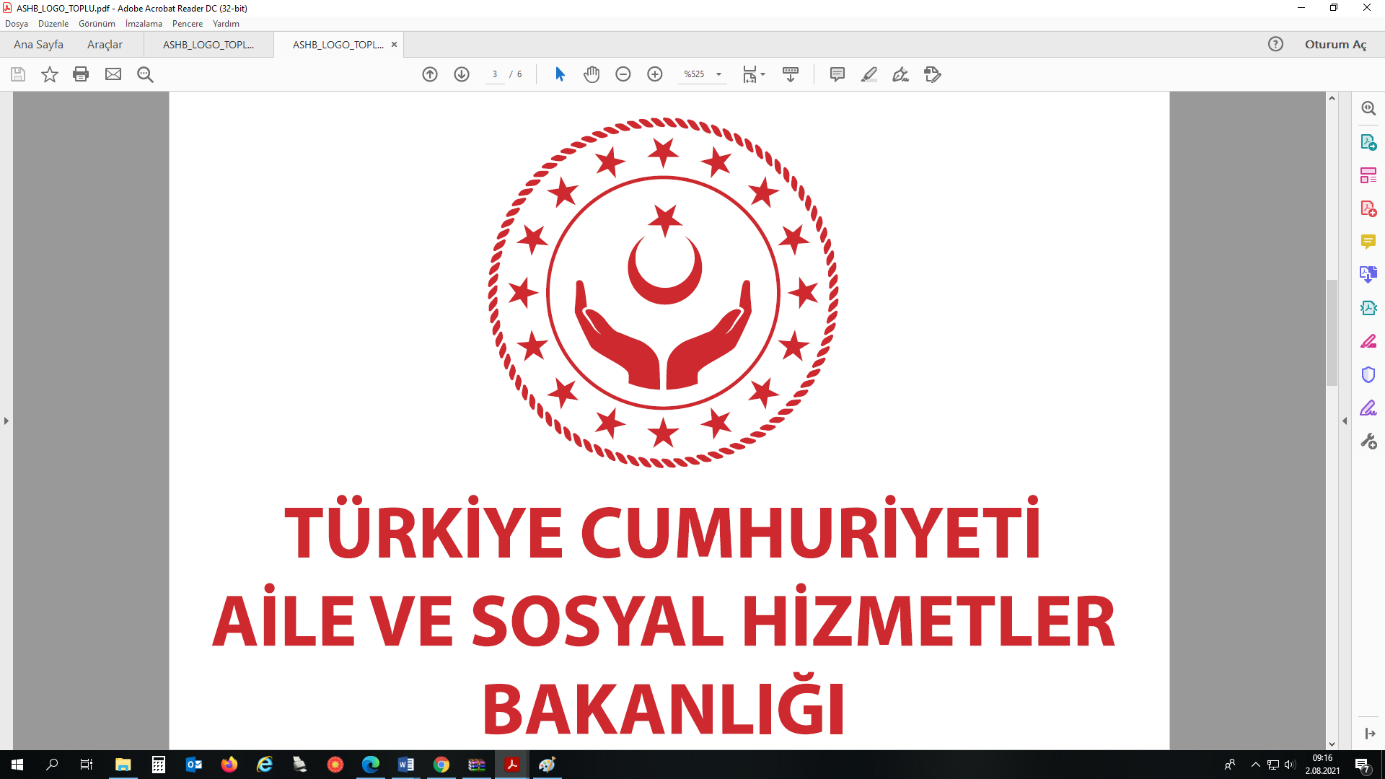 ASHB_LOGO_TOPLU.pdf - Adobe Acrobat Reader DC (32-bit)
Dosya Düzenle Görünüm İmzalama Pencere Yardım
Ana Sayfa Araçlar ASHB_LOGO_TOPL... ASHB_LOGO_TOPL... Oturum Aç
3 / 6 %525
TÜRKİYE CUMHURİYETİ
AİLE VE SOSYAL HİZMETLER
BAKANLIĞI
09:16
2.08.2021
7